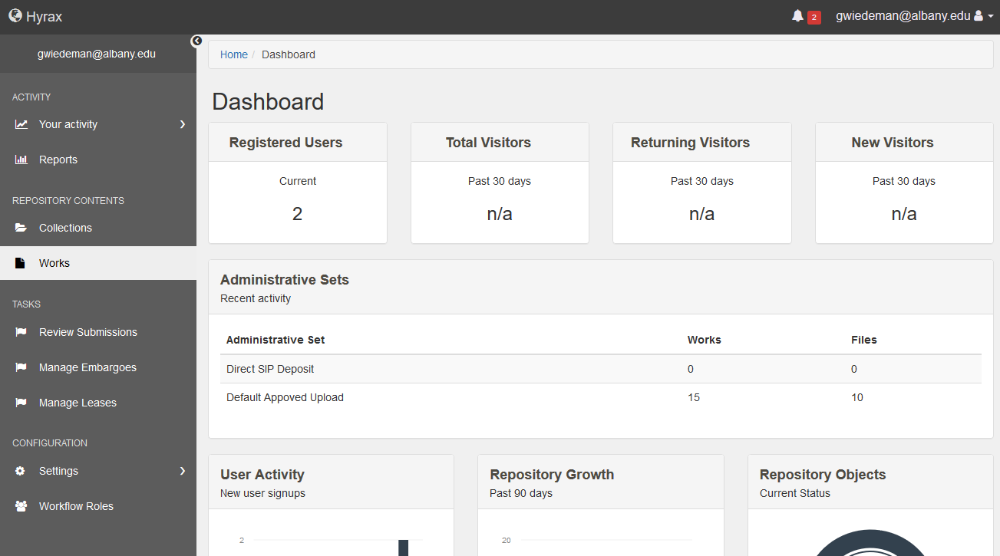 Hyrax
2 gwiedeman@albany.edu
gwiedeman@albany.edu
ACTIVITY
Your activity
Reports
REPOSITORY CONTENTS
Collections
Works
TASKS
Review Submissions
Manage Embargoes
Manage Leases
CONFIGURATION
Settings
Workflow Roles
Home / Dashboard
Dashboard
Registered Users
Current
2
Total Visitors
Past 30 days
n/a
Returning Visitors
Past 30 days
n/a
New Visitors
Past 30 days
n/a
Administrative Sets
Recent activity
Administrative Set Works Files
Direct SIP Deposit 0 0
Default Appoved Upload 15 10
User Activity
New user signups
2
Repository Growth
Past 90 days
20
Repository Objects
Current Status